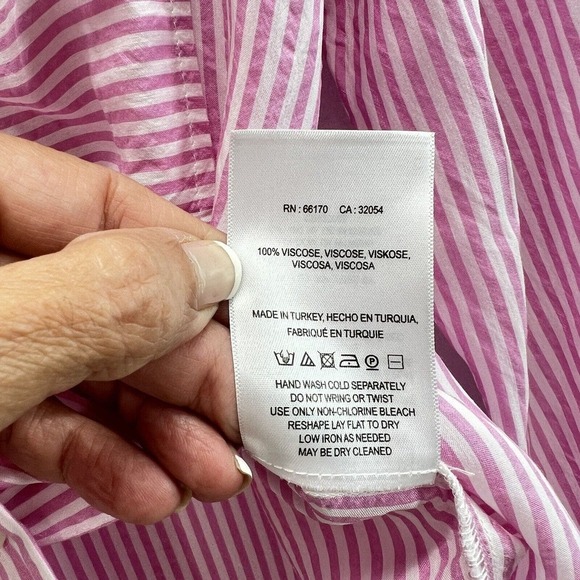 RN : 66170 CA : 32054
100% VISCOSE, VISCOSE, VISKOSE,
VISCOSA, VISCOSA
MADE IN TURKEY, HECHO EN TURQUIA,
FABRIQUÉ EN TURQUIE
HAND WASH COLD SEPARATELY
DO NOT WRING OR TWIST
USE ONLY NON-CHLORINE BLEACH
RESHAPE LAY FLAT TO DRY
LOW IRON AS NEEDED
MAY BE DRY CLEANED